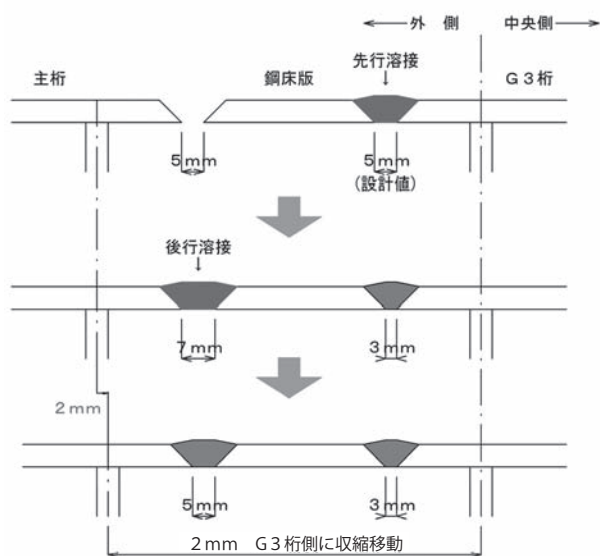 ←外 側 中央側→
先行溶接
主桁 鋼床版 ↓ G3桁
5mm 5mm
(設計値)
後行溶接
↓
7mm 3mm
2mm
5mm 3mm
2mm G3桁側に収縮移動